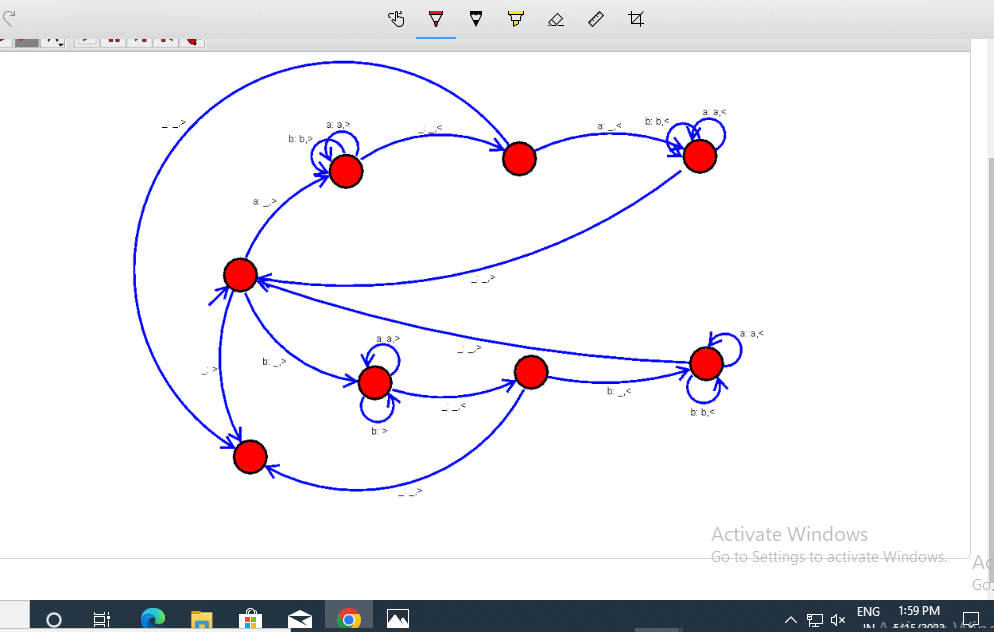 _: _,>
a: a,>
b: b,>
_: _,<
a: _,<
b: b,<
a: a,<
a: _,>
_: _,>
_: >
b: _,>
a: a,>
_: _,>
a: a,<
b: >
_: _,<
b: _,<
b: b,<
_: _,>
Activate Windows
Go to Settings to activate Windows.
ENG
IN
1:59 PM